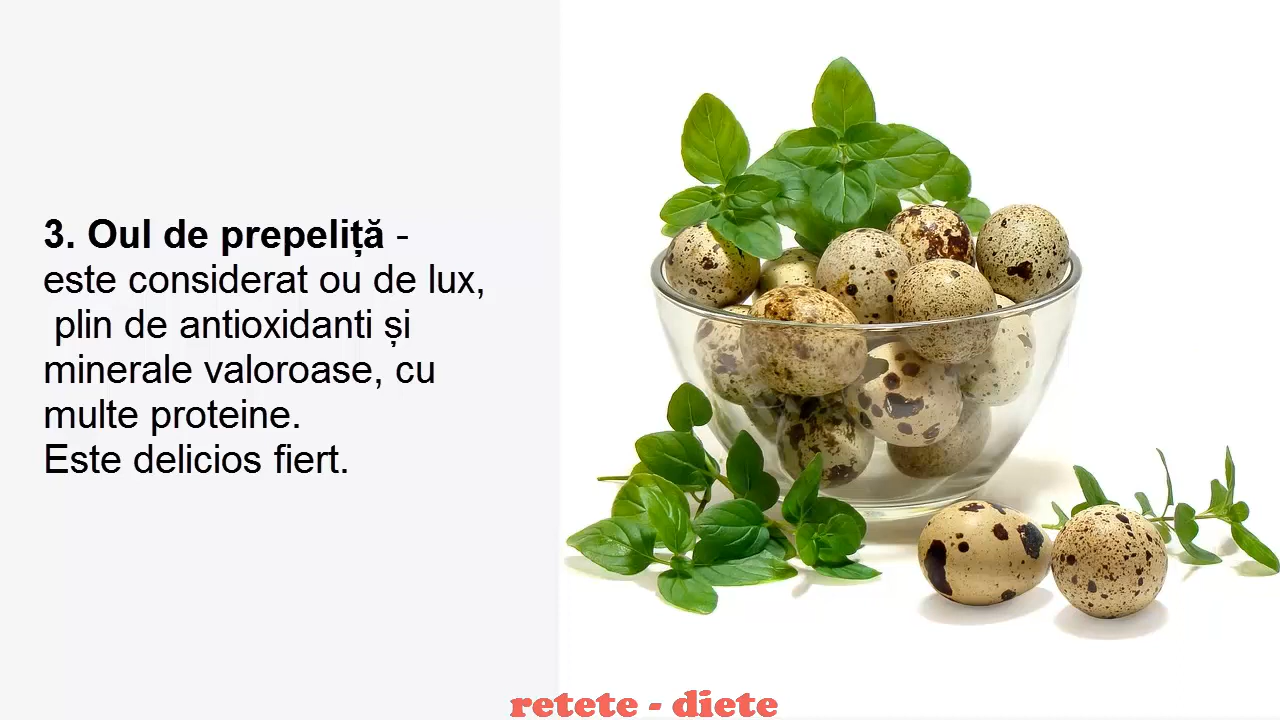 3. Oul de prepeliță -
este considerat ou de lux,
plin de antioxidanti și
minerale valoroase, cu
multe proteine.
Este delicios fiert.
retete - diete